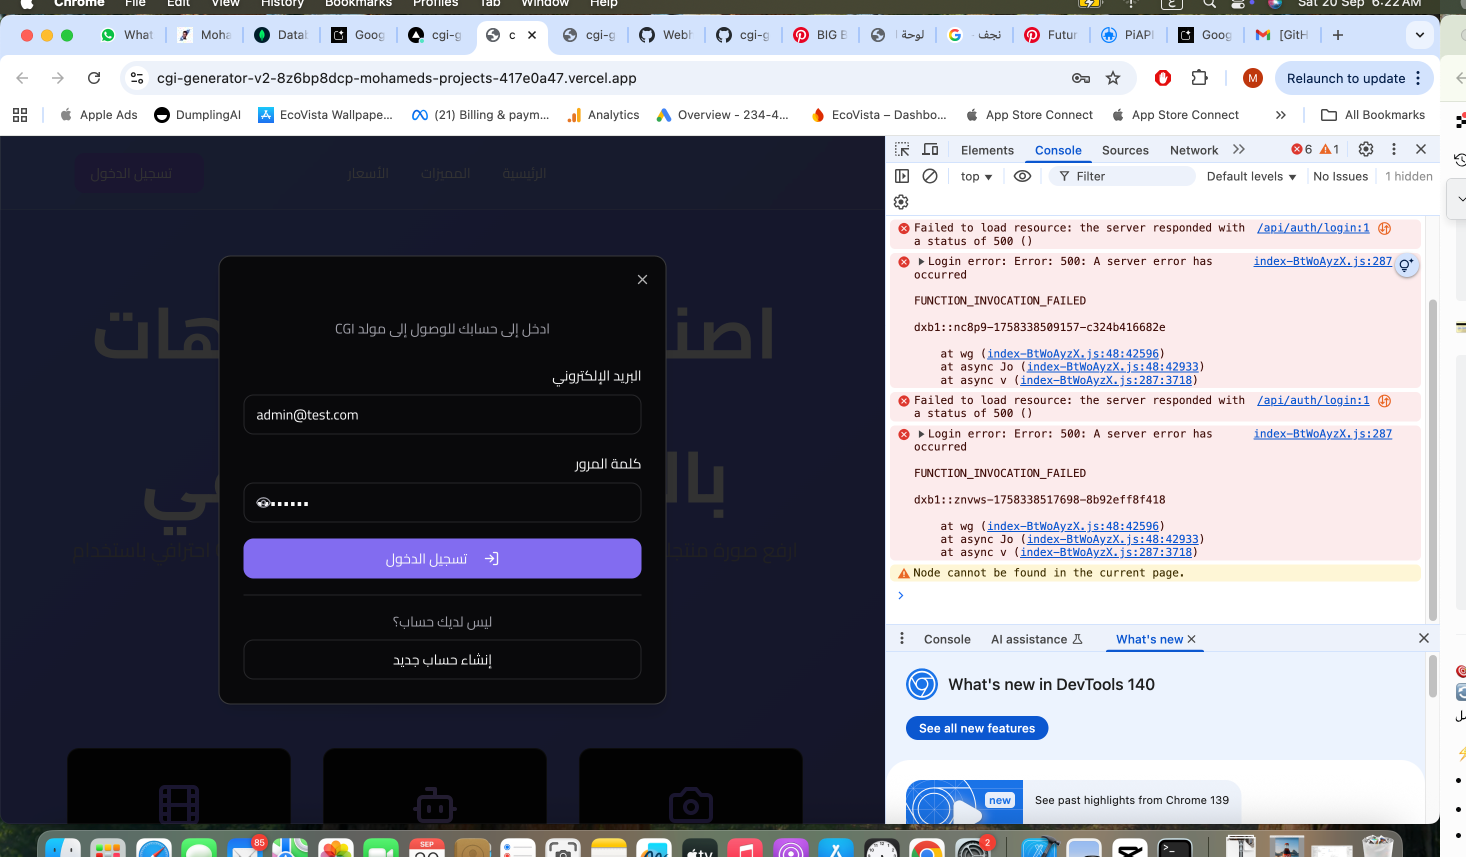 Chrome File Edit View History Bookmarks Profiles Tab Window Help Sat 20 Sep 6:22 AM
What Moha Datal Goog cgi-g c cgi-g Webh cgi-g BIG B لوحة نجف Futur PiAPI Goog [GitH
cgi-generator-v2-8z6bp8dcp-mohameds-projects-417e0a47.vercel.app M Relaunch to update
Apple Ads DumplingAI EcoVista Wallpape... (21) Billing & paym... Analytics Overview - 234-4... EcoVista – Dashbo... App Store Connect App Store Connect All Bookmarks
الرئيسية المميزات الأسعار تسجيل الدخول
ادخل إلى حسابك للوصول إلى مولد CGI
البريد الإلكتروني
admin@test.com
كلمة المرور
تسجيل الدخول
ليس لديك حساب؟
إنشاء حساب جديد
Elements Console Sources Network 6 1
top Filter Default levels No Issues 1 hidden
Failed to load resource: the server responded with /api/auth/login:1
a status of 500 ()
Login error: Error: 500: A server error has index-BtWoAyzX.js:287
occurred
FUNCTION_INVOCATION_FAILED
dxb1::nc8p9-1758338509157-c324b416682e
at wg (index-BtWoAyzX.js:48:42596)
at async Jo (index-BtWoAyzX.js:48:42933)
at async v (index-BtWoAyzX.js:287:3718)
Failed to load resource: the server responded with /api/auth/login:1
a status of 500 ()
Login error: Error: 500: A server error has index-BtWoAyzX.js:287
occurred
FUNCTION_INVOCATION_FAILED
dxb1::znvws-1758338517698-8b92eff8f418
at wg (index-BtWoAyzX.js:48:42596)
at async Jo (index-BtWoAyzX.js:48:42933)
at async v (index-BtWoAyzX.js:287:3718)
Node cannot be found in the current page.
Console AI assistance What's new
What's new in DevTools 140
See all new features
new See past highlights from Chrome 139
85 SEP tv 2